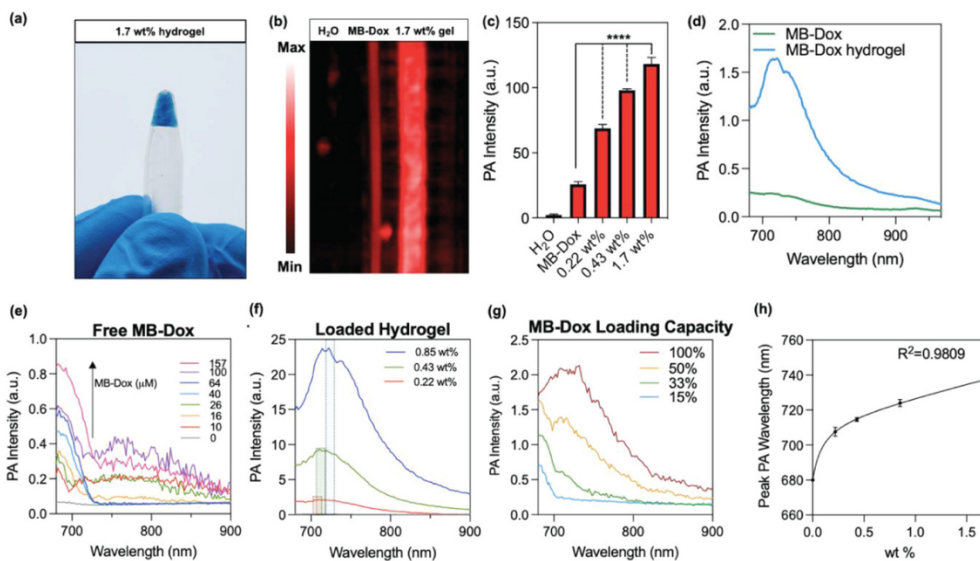 (a)
1.7 wt% hydrogel
(b)
H₂O MB-Dox 1.7 wt% gel
Max
Min
(c)
PA Intensity (a.u.)
150
100
50
0
****
H₂O
MB-Dox
0.22 wt%
0.43 wt%
1.7 wt%
(d)
MB-Dox
MB-Dox hydrogel
PA Intensity (a.u.)
2.0
1.5
1.0
0.5
0.0
700 800 900
Wavelength (nm)
(e)
Free MB-Dox
PA Intensity (a.u.)
1.0
0.8
0.6
0.4
0.2
0.0
MB-Dox (μM)
157
100
64
40
26
16
10
0
700 750 800 850 900
Wavelength (nm)
(f)
Loaded Hydrogel
PA Intensity (a.u.)
25
20
15
10
5
0
0.85 wt%
0.43 wt%
0.22 wt%
700 750 800 850 900
Wavelength (nm)
(g)
MB-Dox Loading Capacity
PA Intensity (a.u.)
2.5
2.0
1.5
1.0
0.5
0.0
100%
50%
33%
15%
700 750 800 850 900
Wavelength (nm)
(h)
R²=0.9809
Peak PA Wavelength (nm)
760
740
720
700
680
660
0.0 0.5 1.0 1.5
wt %